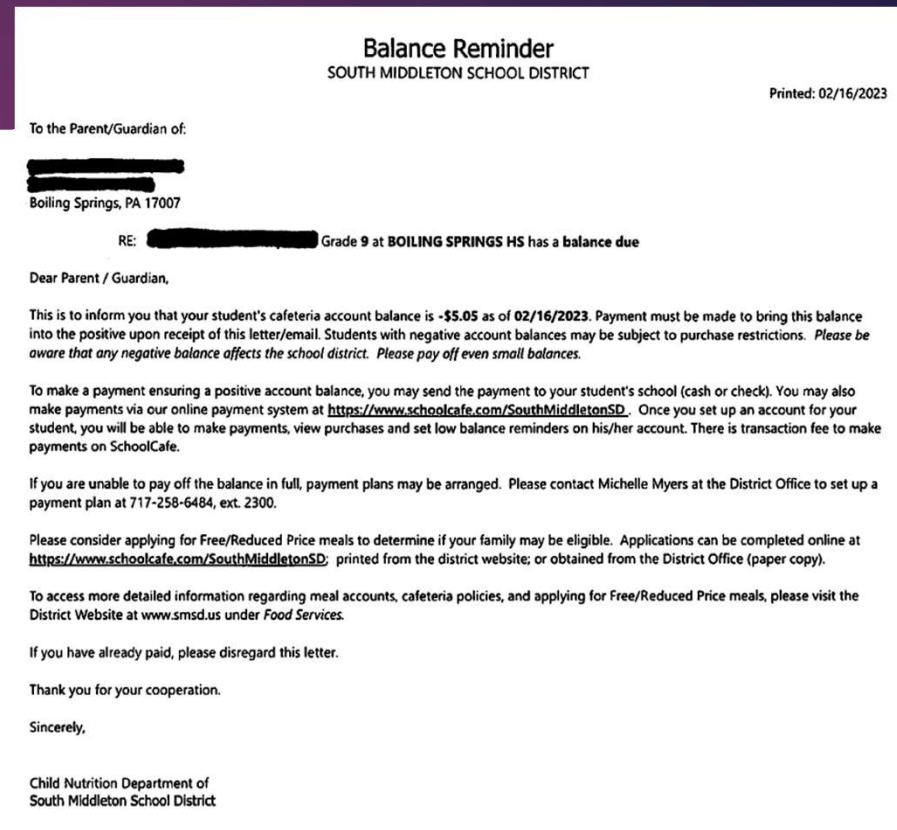 Balance Reminder
SOUTH MIDDLETON SCHOOL DISTRICT
Printed: 02/16/2023
To the Parent/Guardian of:
Boiling Springs, PA 17007
RE: Grade 9 at BOILING SPRINGS HS has a balance due
Dear Parent / Guardian,
This is to inform you that your student's cafeteria account balance is -$5.05 as of 02/16/2023. Payment must be made to bring this balance
into the positive upon receipt of this letter/email. Students with negative account balances may be subject to purchase restrictions. Please be
aware that any negative balance affects the school district. Please pay off even small balances.
To make a payment ensuring a positive account balance, you may send the payment to your student's school (cash or check). You may also
make payments via our online payment system at https://www.schoolcafe.com/SouthMiddletonSD . Once you set up an account for your
student, you will be able to make payments, view purchases and set low balance reminders on his/her account. There is transaction fee to make
payments on SchoolCafe.
If you are unable to pay off the balance in full, payment plans may be arranged. Please contact Michelle Myers at the District Office to set up a
payment plan at 717-258-6484, ext. 2300.
Please consider applying for Free/Reduced Price meals to determine if your family may be eligible. Applications can be completed online at
https://www.schoolcafe.com/SouthMiddletonSD; printed from the district website; or obtained from the District Office (paper copy).
To access more detailed information regarding meal accounts, cafeteria policies, and applying for Free/Reduced Price meals, please visit the
District Website at www.smsd.us under Food Services.
If you have already paid, please disregard this letter.
Thank you for your cooperation.
Sincerely,
Child Nutrition Department of
South Middleton School District